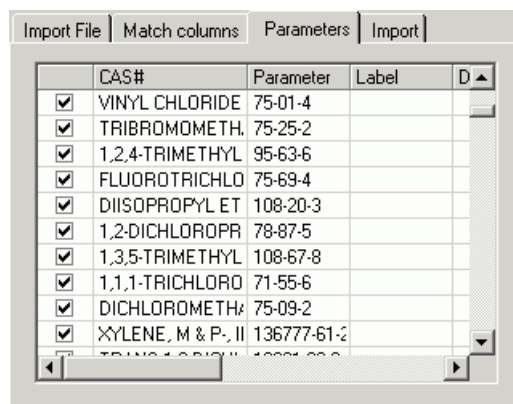 Import File Match columns Parameters Import
CAS# Parameter Label D
VINYL CHLORIDE 75-01-4
TRIBROMOMETH. 75-25-2
1,2,4-TRIMETHYL 95-63-6
FLUOROTRICHLO 75-69-4
DIISOPROPYL ET 108-20-3
1,2-DICHLOROPR 78-87-5
1,3,5-TRIMETHYL 108-67-8
1,1,1-TRICHLORO 71-55-6
DICHLOROMETH 75-09-2
XYLENE, M & P-, II 136777-61-2